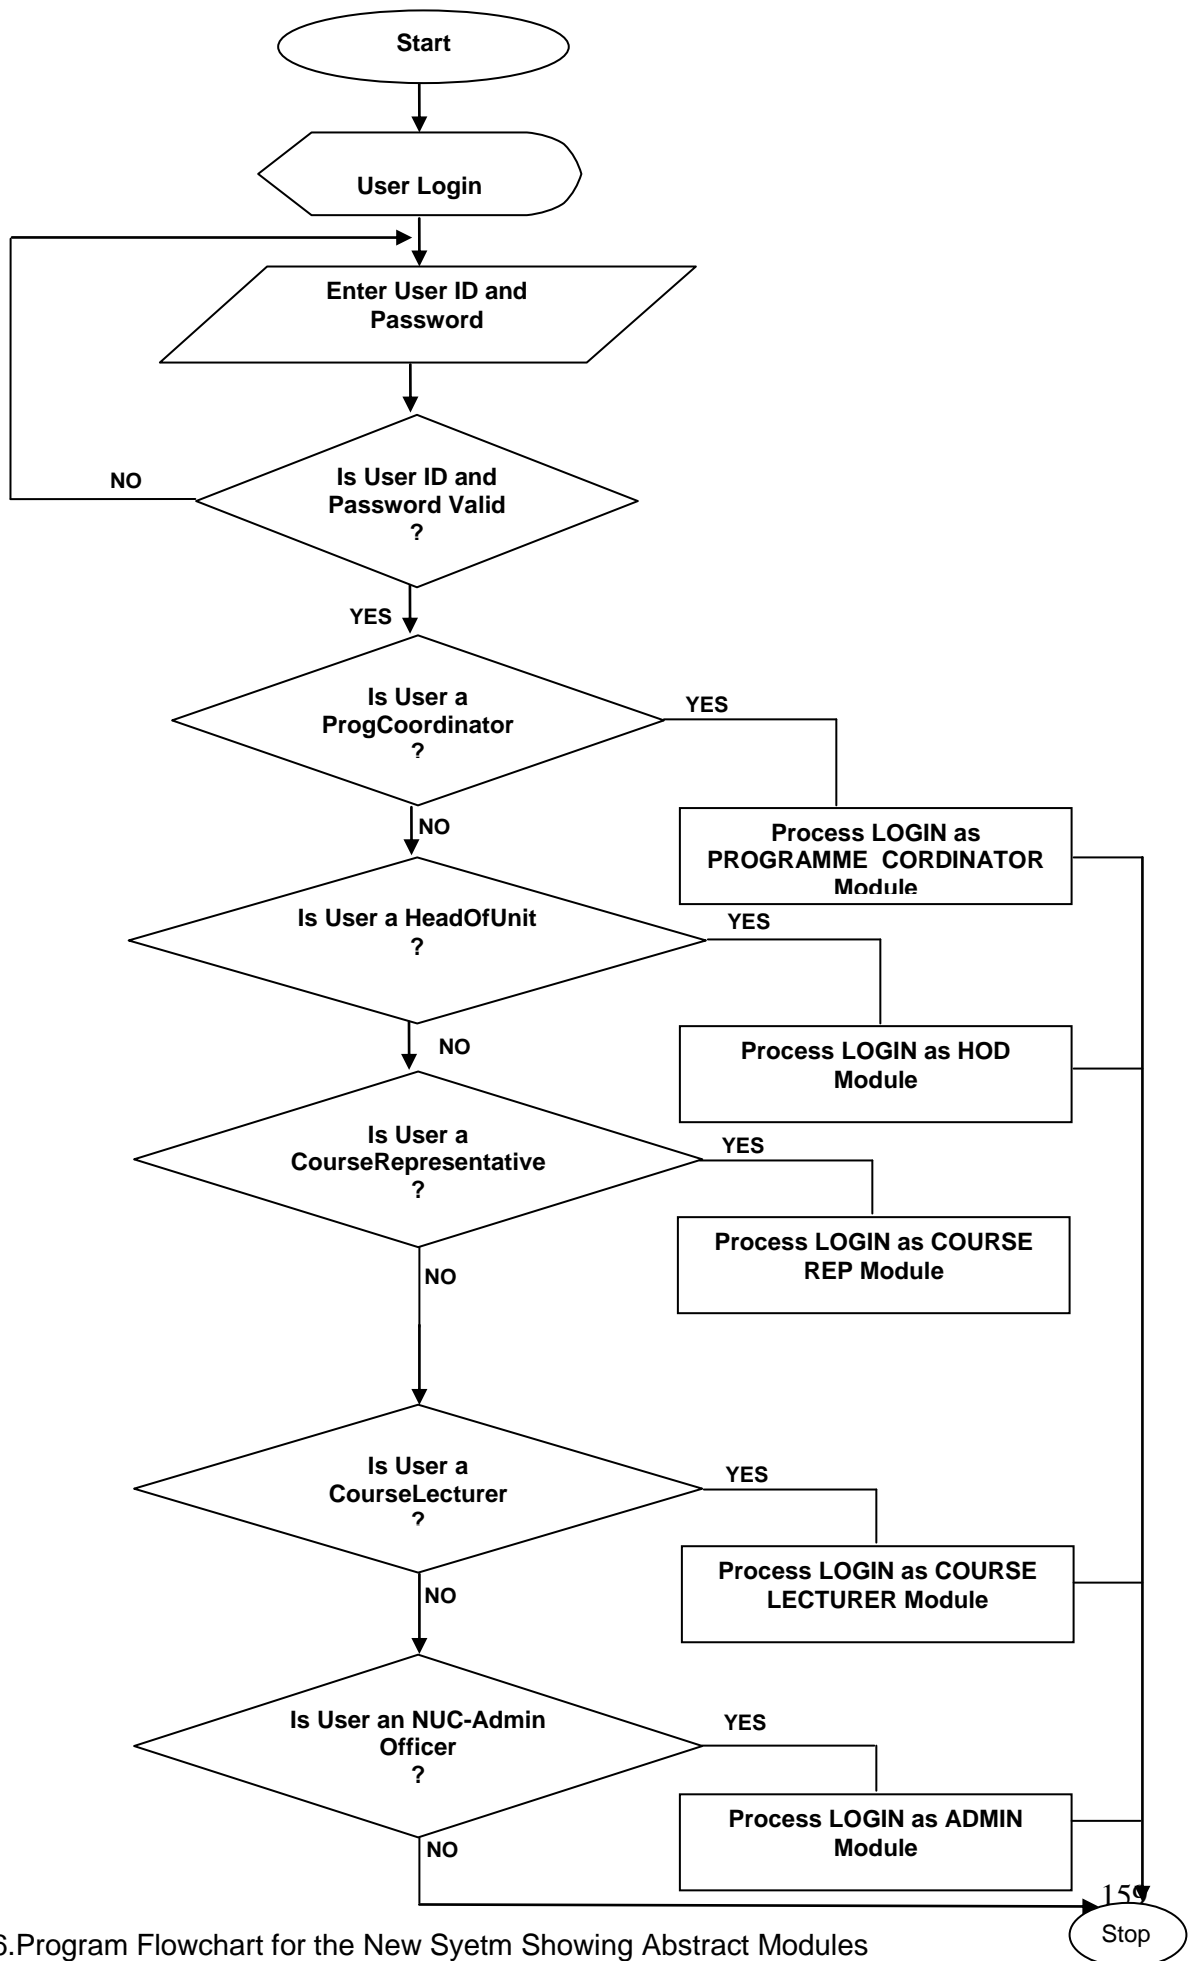 Start
User Login
Enter User ID and
Password
Is User ID and
Password Valid
?
NO
YES
Is User a
ProgCoordinator
?
YES
NO
Process LOGIN as
PROGRAMME CORDINATOR
Module
Is User a HeadOfUnit
?
YES
NO
Process LOGIN as HOD
Module
Is User a
CourseRepresentative
?
YES
NO
Process LOGIN as COURSE
REP Module
Is User a
CourseLecturer
?
YES
NO
Process LOGIN as COURSE
LECTURER Module
Is User an NUC-Admin
Officer
?
YES
NO
Process LOGIN as ADMIN
Module
159
Stop
6.Program Flowchart for the New Syetm Showing Abstract Modules